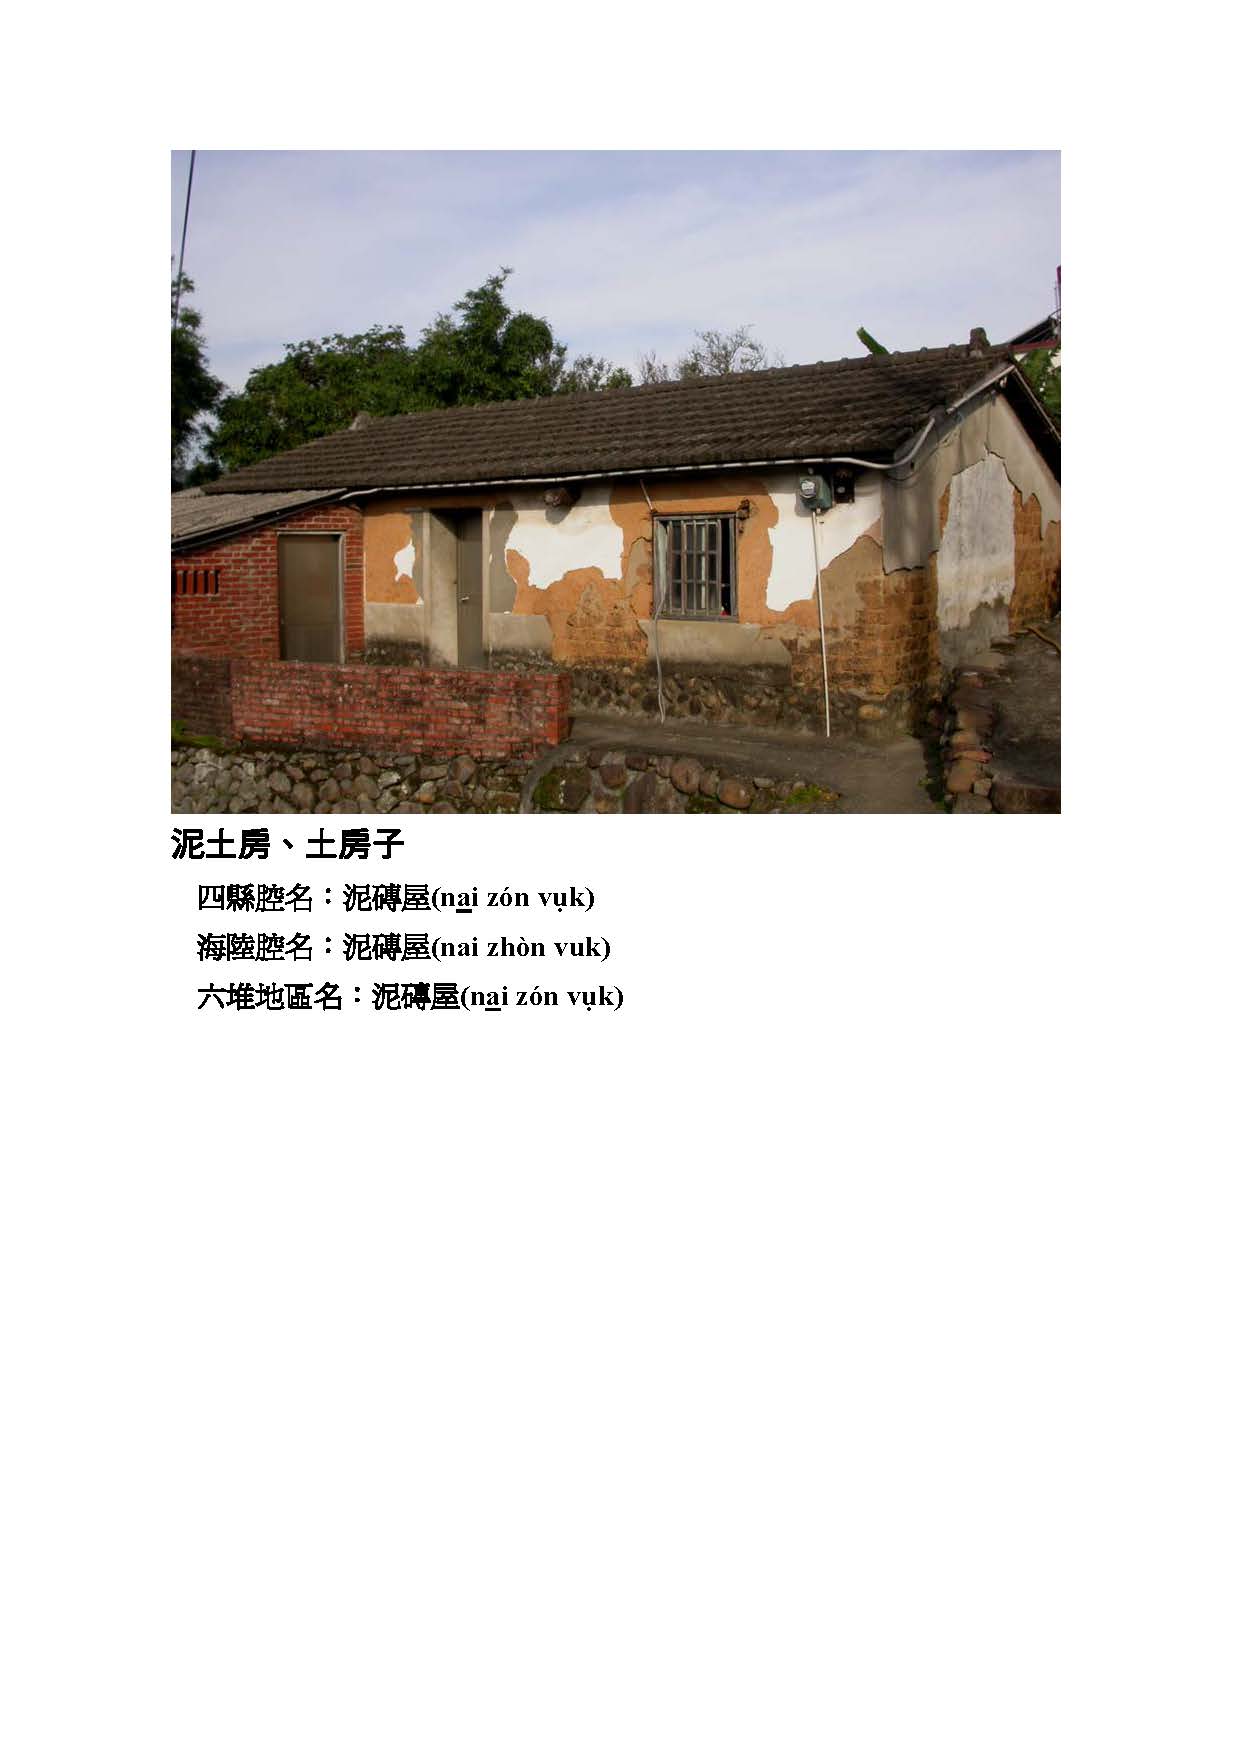 泥土房、土房子
四縣腔名：泥磚屋(na̲i zón vụk)
海陸腔名：泥磚屋(nai zhòn vuk)
六堆地區名：泥磚屋(na̲i zón vụk)